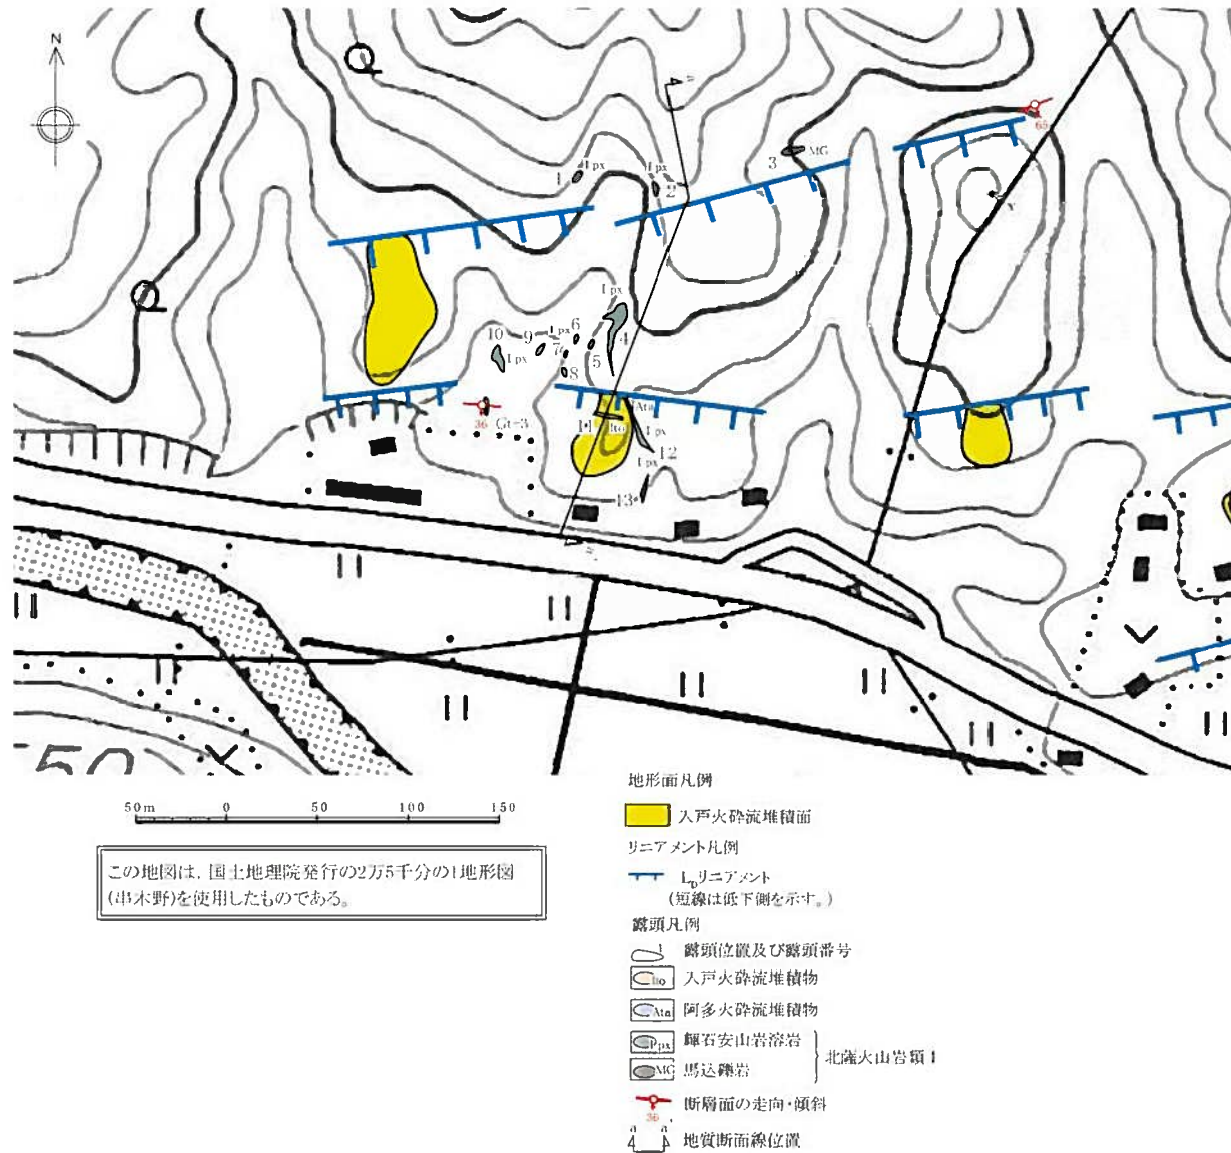 N
1
Ipx
Ipx
2
3
MG
65
Ipx
10
9
Ipx
6
7
4
Ipx
5
8
36
Gt-3
11
Ito
Ata
Ipx
12
Ipx
13
50m 0 50 100 150
この地図は, 国土地理院発行の2万5千分の1地形図
(串木野)を使用したものである。
地形面凡例
入戸火砕流堆積面
リニアメント凡例
LDリニアメント
(短線は低下側を示す。)
露頭凡例
1 露頭位置及び露頭番号
Ito 入戸火砕流堆積物
Ata 阿多火砕流堆積物
Ipx 輝石安山岩溶岩
北薩火山岩類Ⅰ
MG 馬込礫岩
36 断層面の走向・傾斜
地質断面線位置